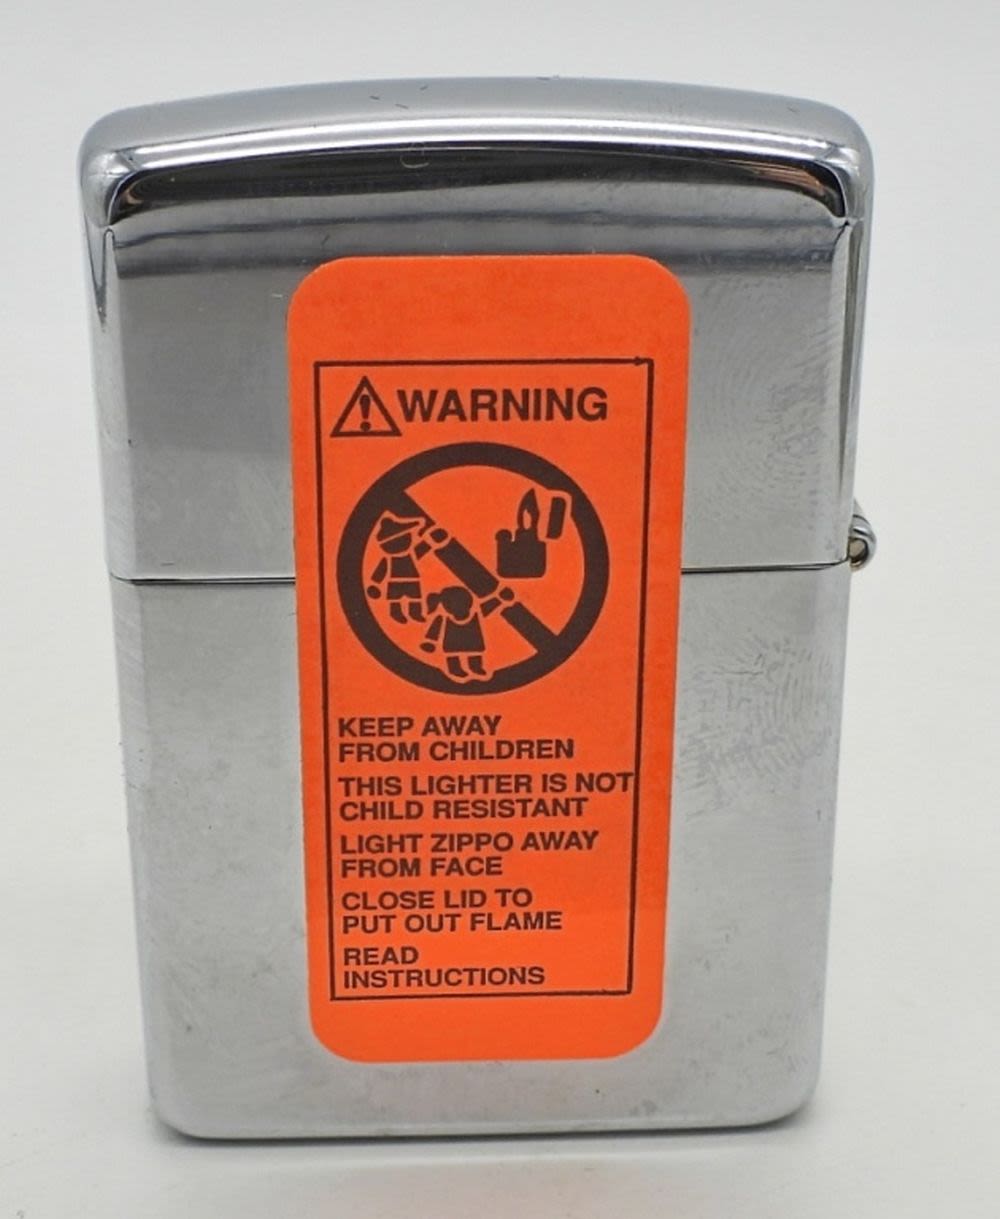 WARNING
KEEP AWAY
FROM CHILDREN
THIS LIGHTER IS NOT
CHILD RESISTANT
LIGHT ZIPPO AWAY
FROM FACE
CLOSE LID TO
PUT OUT FLAME
READ
INSTRUCTIONS